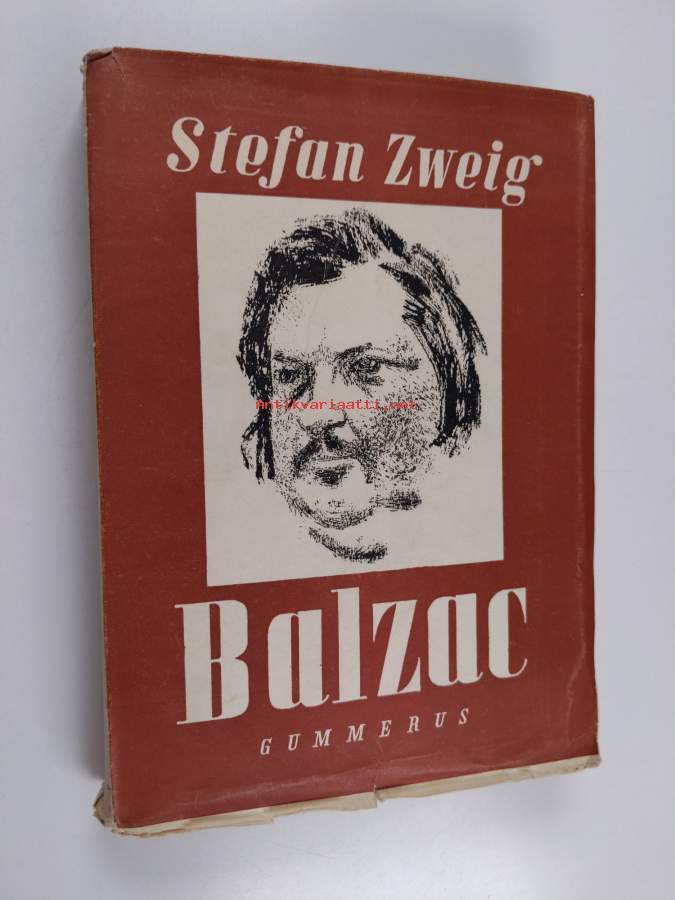 Stefan Zweig
Antikvariaatti.net
Balzac
GUMMERUS